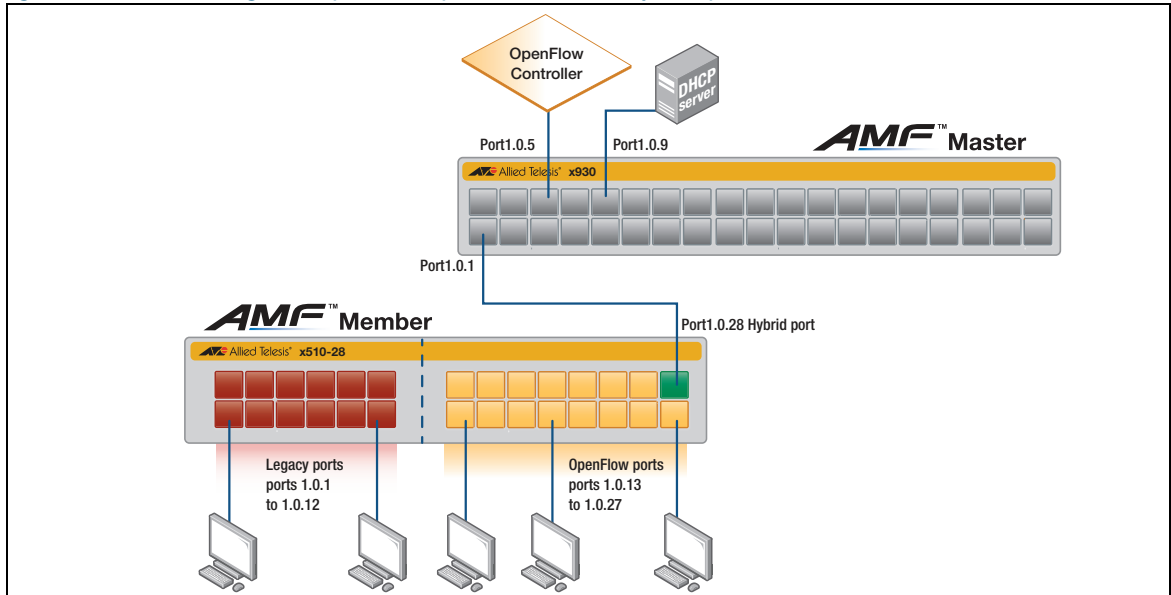 OpenFlow
Controller
DHCP
server
Port1.0.5
Port1.0.9
AMF™ Master
Allied Telesis® x930
Port1.0.1
AMF™ Member
Port1.0.28 Hybrid port
Allied Telesis® x510-28
Legacy ports
ports 1.0.1
to 1.0.12
OpenFlow ports
ports 1.0.13
to 1.0.27